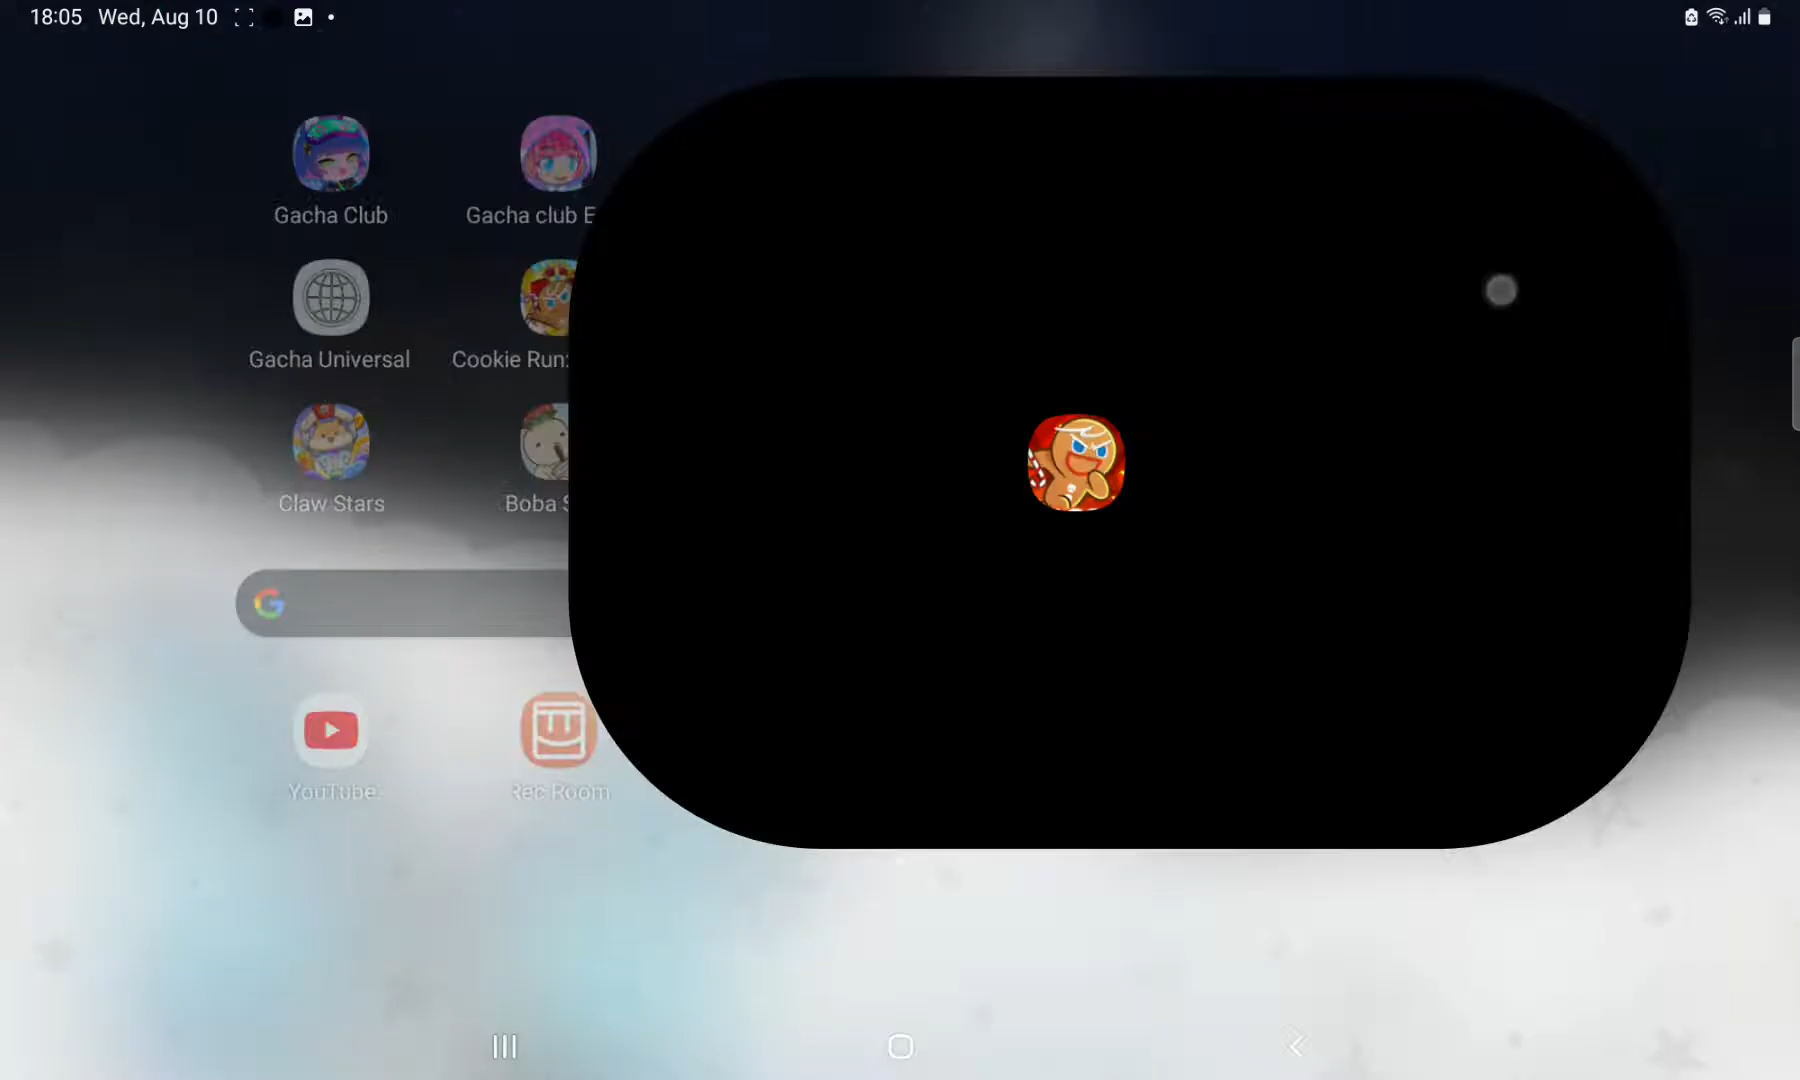 18:05 Wed, Aug 10
Gacha Club
Gacha club E
Gacha Universal
Cookie Run:
Claw Stars
Boba S
YouTube
Rec Room